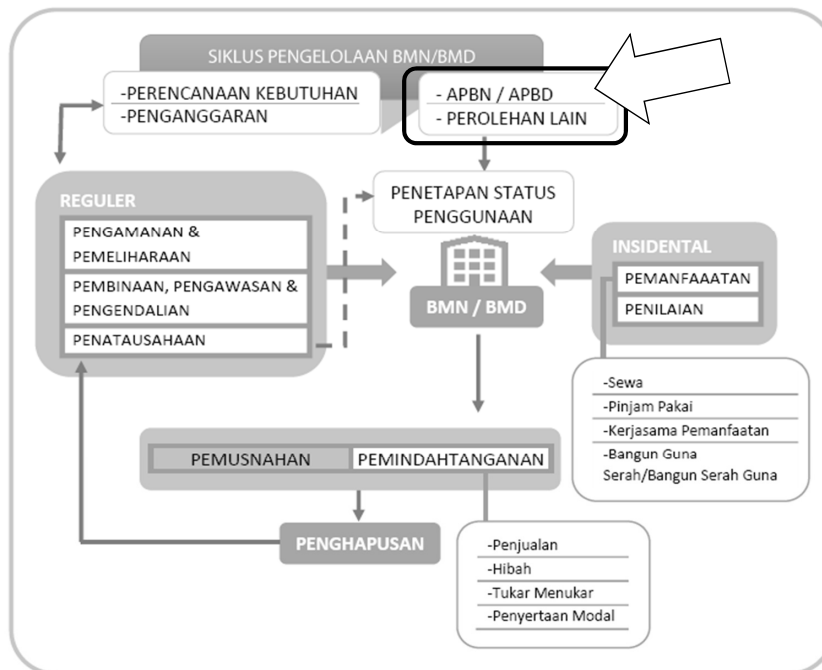 SIKLUS PENGELOLAAN BMN/BMD
-PERENCANAAN KEBUTUHAN
-PENGANGGARAN
- APBN / APBD
- PEROLEHAN LAIN
PENETAPAN STATUS
PENGGUNAAN
REGULER
PENGAMANAN &
PEMELIHARAAN
PEMBINAAN, PENGAWASAN &
PENGENDALIAN
PENATAUSAHAAN
BMN / BMD
INSIDENTAL
PEMANFAAATAN
PENILAIAN
-Sewa
-Pinjam Pakai
-Kerjasama Pemanfaatan
-Bangun Guna
Serah/Bangun Serah Guna
PEMUSNAHAN
PEMINDAHTANGANAN
PENGHAPUSAN
-Penjualan
-Hibah
-Tukar Menukar
-Penyertaan Modal